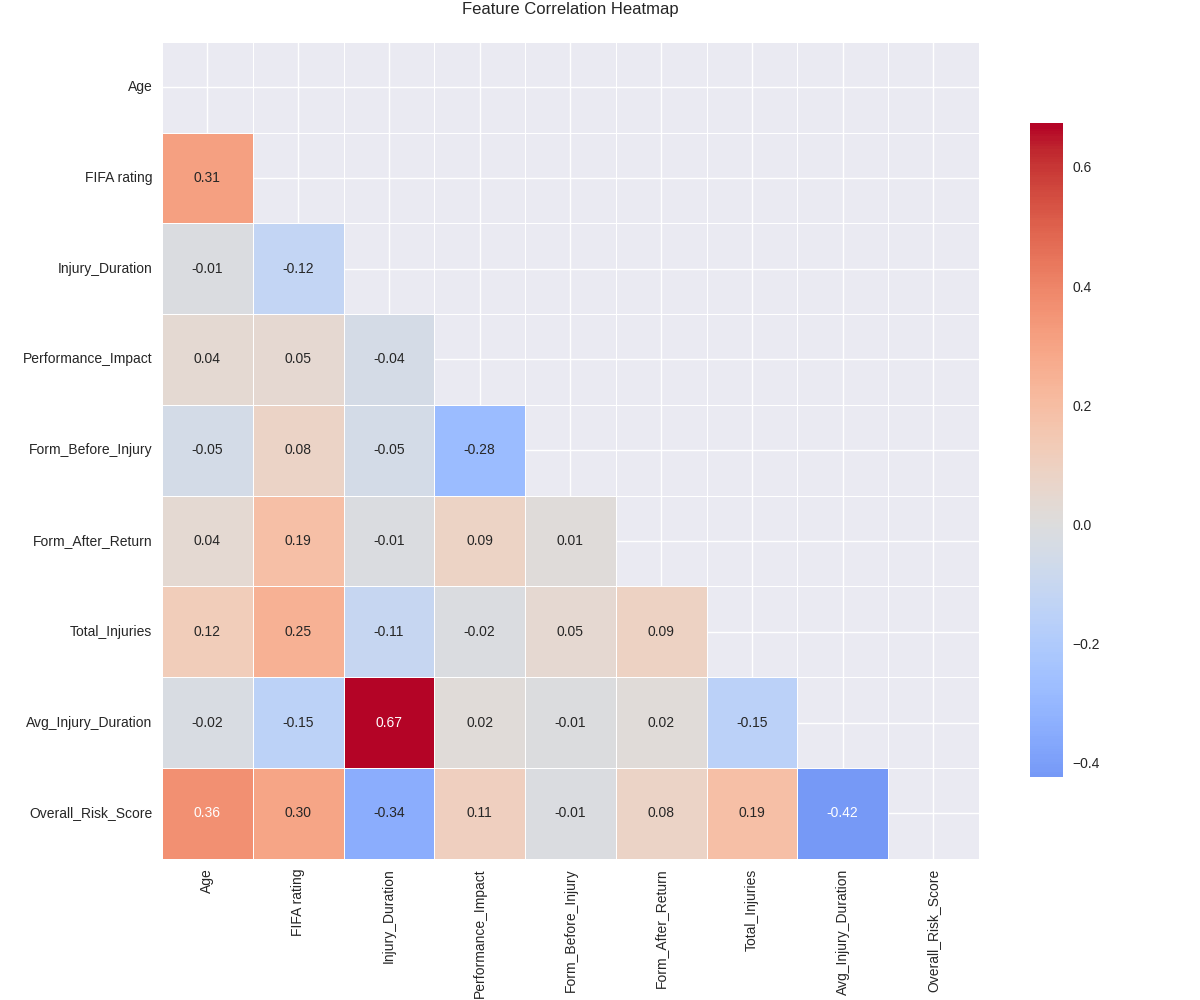 Feature Correlation Heatmap
Age
FIFA rating 0.31
Injury_Duration -0.01 -0.12
Performance_Impact 0.04 0.05 -0.04
Form_Before_Injury -0.05 0.08 -0.05 -0.28
Form_After_Return 0.04 0.19 -0.01 0.09 0.01
Total_Injuries 0.12 0.25 -0.11 -0.02 0.05 0.09
Avg_Injury_Duration -0.02 -0.15 0.67 0.02 -0.01 0.02 -0.15
Overall_Risk_Score 0.36 0.30 -0.34 0.11 -0.01 0.08 0.19 -0.42
Age
FIFA rating
Injury_Duration
Performance_Impact
Form_Before_Injury
Form_After_Return
Total_Injuries
Avg_Injury_Duration
Overall_Risk_Score
0.6
0.4
0.2
0.0
−0.2
−0.4